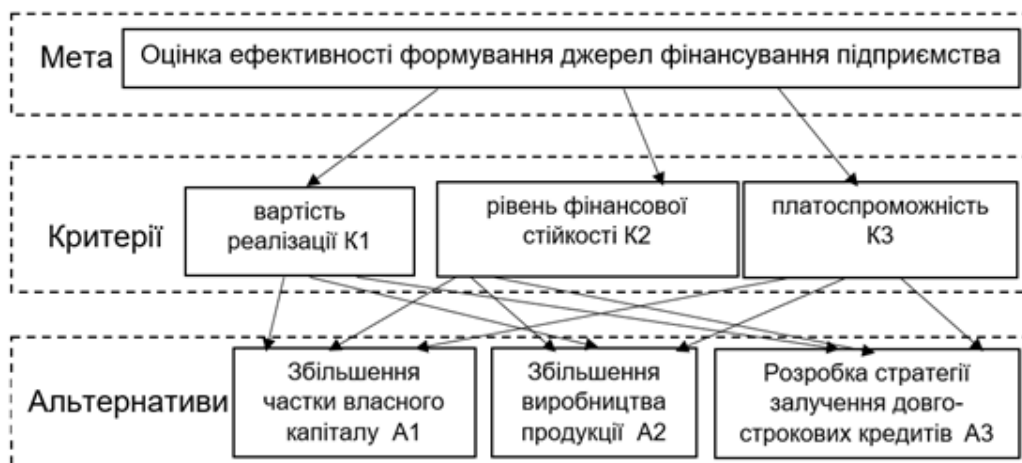 Мета
Оцінка ефективності формування джерел фінансування підприємства
Критерії
вартість
реалізації К1
рівень фінансової
стійкості К2
платоспроможність
К3
Альтернативи
Збільшення
частки власного
капіталу А1
Збільшення
виробництва
продукції А2
Розробка стратегії
залучення довго-
строкових кредитів А3